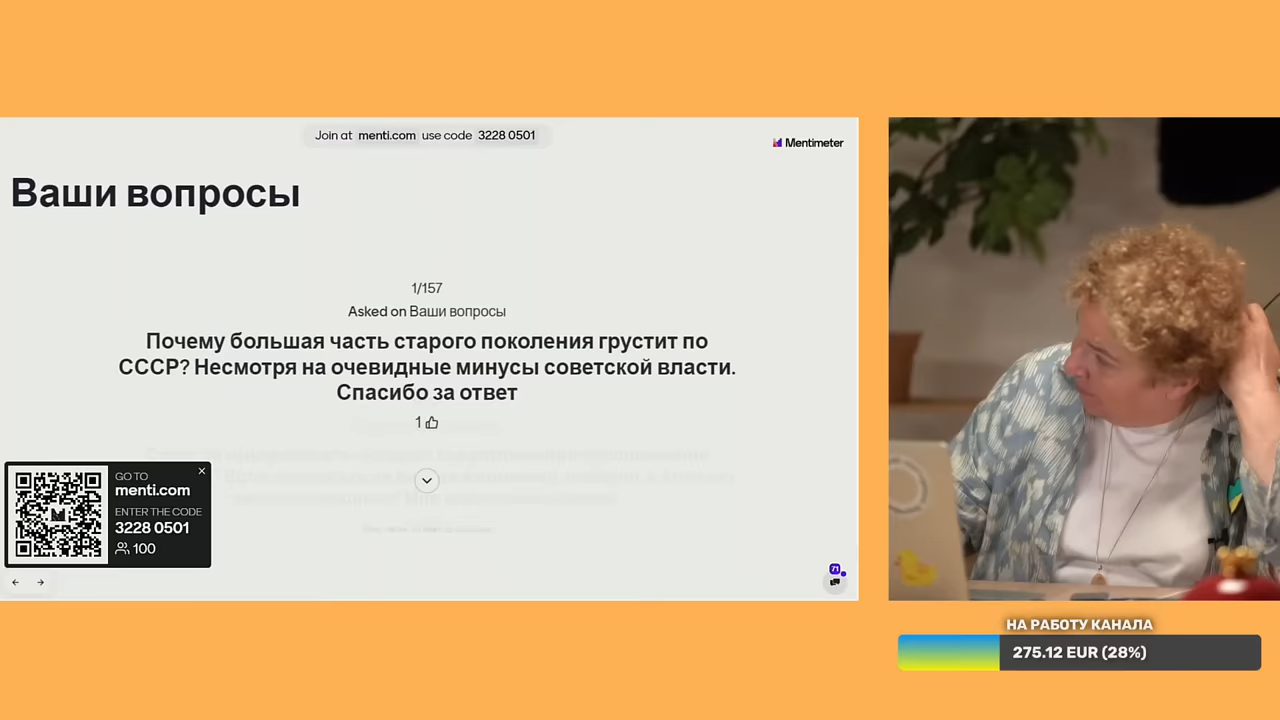 Join at menti.com use code 3228 0501
Mentimeter
Ваши вопросы
1/157
Asked on Ваши вопросы
Почему большая часть старого поколения грустит по
СССР? Несмотря на очевидные минусы советской власти.
Спасибо за ответ
1
GO TO
menti.com
ENTER THE CODE
3228 0501
100
71
НА РАБОТУ КАНАЛА
275.12 EUR (28%)